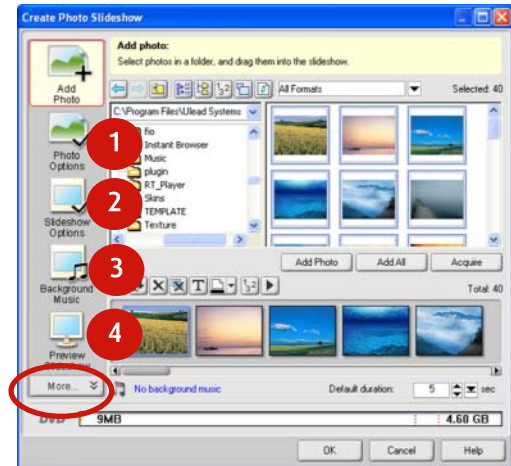 Create Photo Slideshow
Add photo:
Select photos in a folder, and drag them into the slideshow.
Add
Photo
All Formats
Selected: 40
C:\Program Files\Ulead Systems
fio
Instant Browser
Music
plugin
RT_Player
Skins
TEMPLATE
Texture
1
Photo
Options
2
Slideshow
Options
3
Background
Music
4
Preview
More...
Add Photo
Add All
Acquire
T
Total: 40
No background music
Default duration:
5
sec
DVD
9MB
4.60 GB
OK
Cancel
Help